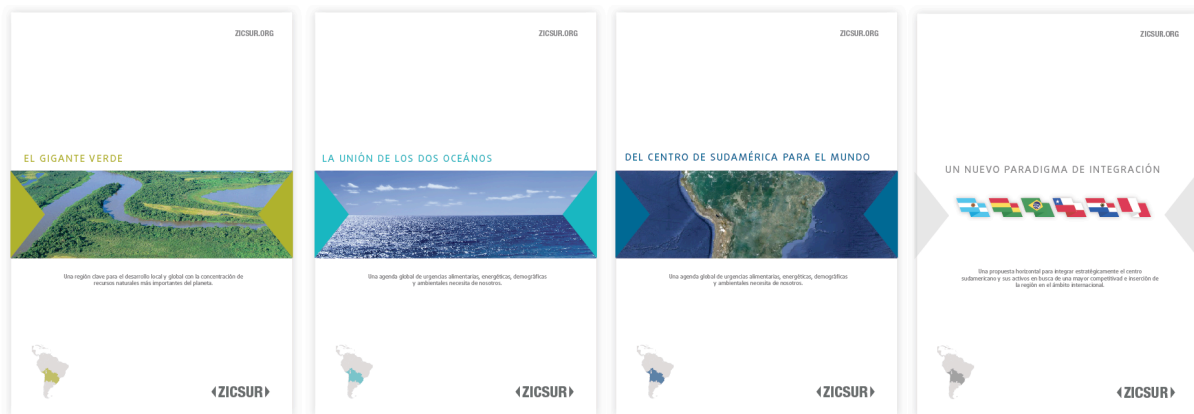 ZICSUR.ORG
EL GIGANTE VERDE
Una región clave para el desarrollo local y global con la concentración de
recursos naturales más importantes del planeta.
ZICSUR
ZICSUR.ORG
LA UNIÒN DE LOS DOS OCEÁNOS
Una agenda global de urgencias alimentarias, energéticas, demográficas
y ambientales necesita de nosotros.
ZICSUR
ZICSUR.ORG
DEL CENTRO DE SUDAMÉRICA PARA EL MUNDO
Una agenda global de urgencias alimentarias, energéticas, demográficas
y ambientales necesita de nosotros.
ZICSUR
ZICSUR.ORG
UN NUEVO PARADIGMA DE INTEGRACIÓN
Una propuesta horizontal para integrar estratégicamente el centro
sudamericano y sus activos en busca de una mayor competitivad e inserción de
la región en el ámbito internacional.
ZICSUR